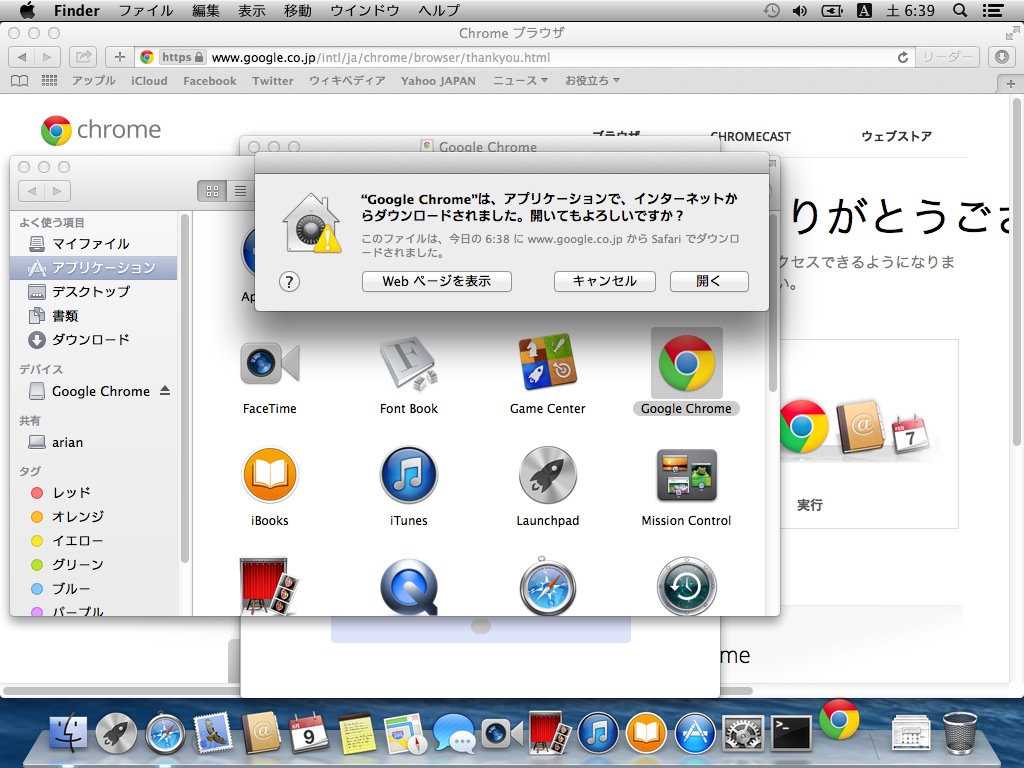 Finder ファイル 編集 表示 移動 ウインドウ ヘルプ
A 土 6:39
Chrome ブラウザ
https www.google.co.jp/intl/ja/chrome/browser/thankyou.html リーダー
アップル iCloud Facebook Twitter ウィキペディア Yahoo JAPAN ニュース お役立ち
chrome
ブラウザ CHROMECAST ウェブストア
Google Chrome
りがとうござ
クセスできるようになりま
い。
“Google Chrome”は、アプリケーションで、インターネットか
らダウンロードされました。開いてもよろしいですか？
このファイルは、今日の 6:38 に www.google.co.jp から Safari でダウンロ
ードされました。
? Web ページを表示 キャンセル 開く
よく使う項目
マイファイル
アプリケーション
デスクトップ
書類
ダウンロード
デバイス
Google Chrome
共有
arian
タグ
レッド
オレンジ
イエロー
グリーン
ブルー
パープル
Ap
FaceTime Font Book Game Center Google Chrome
iBooks iTunes Launchpad Mission Control
FEB
7
実行
me
9